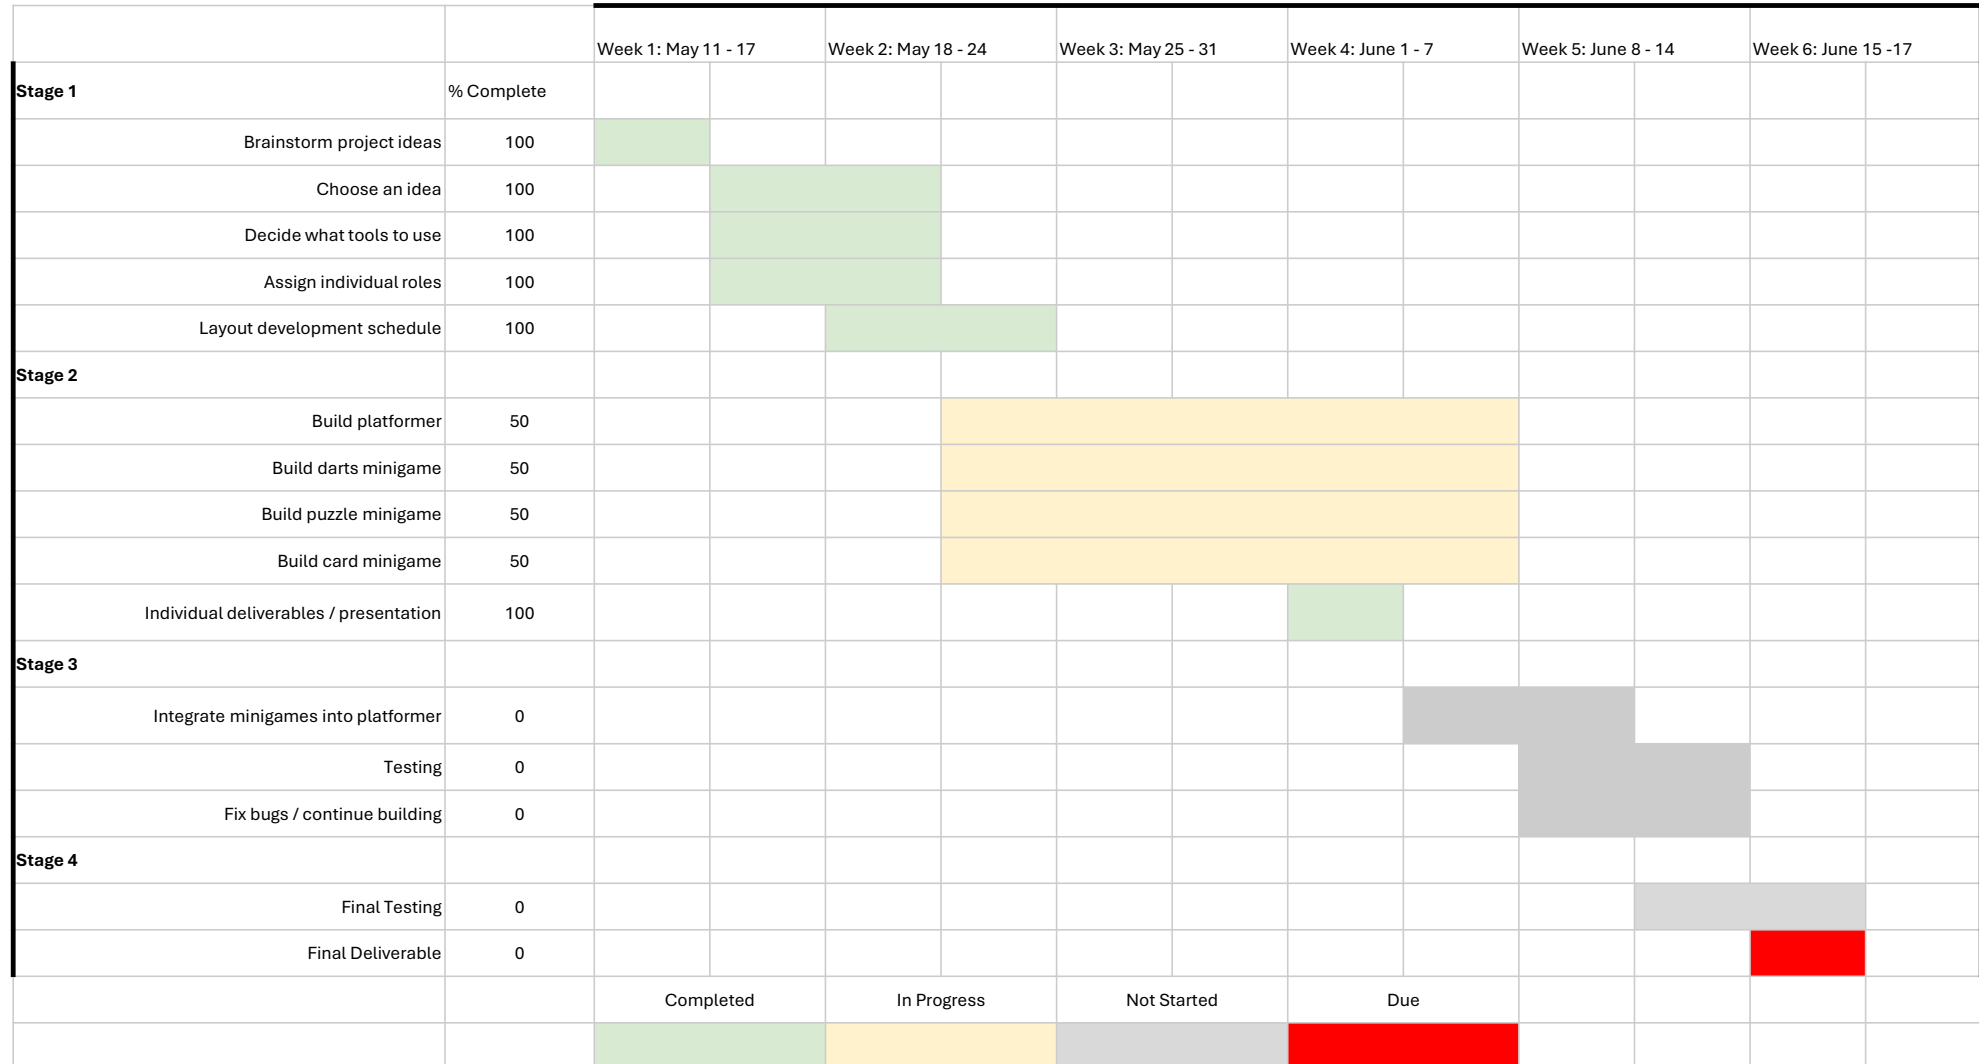 Week 1: May 11 - 17 Week 2: May 18 - 24 Week 3: May 25 - 31 Week 4: June 1 - 7 Week 5: June 8 - 14 Week 6: June 15 -17
Stage 1 % Complete
Brainstorm project ideas 100
Choose an idea 100
Decide what tools to use 100
Assign individual roles 100
Layout development schedule 100
Stage 2
Build platformer 50
Build darts minigame 50
Build puzzle minigame 50
Build card minigame 50
Individual deliverables / presentation 100
Stage 3
Integrate minigames into platformer 0
Testing 0
Fix bugs / continue building 0
Stage 4
Final Testing 0
Final Deliverable 0
Completed In Progress Not Started Due